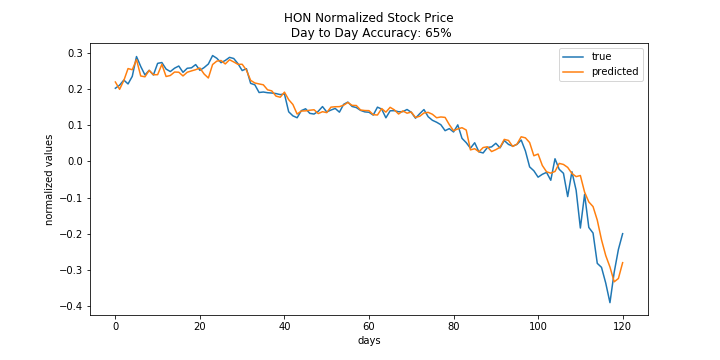 HON Normalized Stock Price
Day to Day Accuracy: 65%
true
predicted
normalized values
0.3
0.2
0.1
0.0
−0.1
−0.2
−0.3
−0.4
0
20
40
60
80
100
120
days